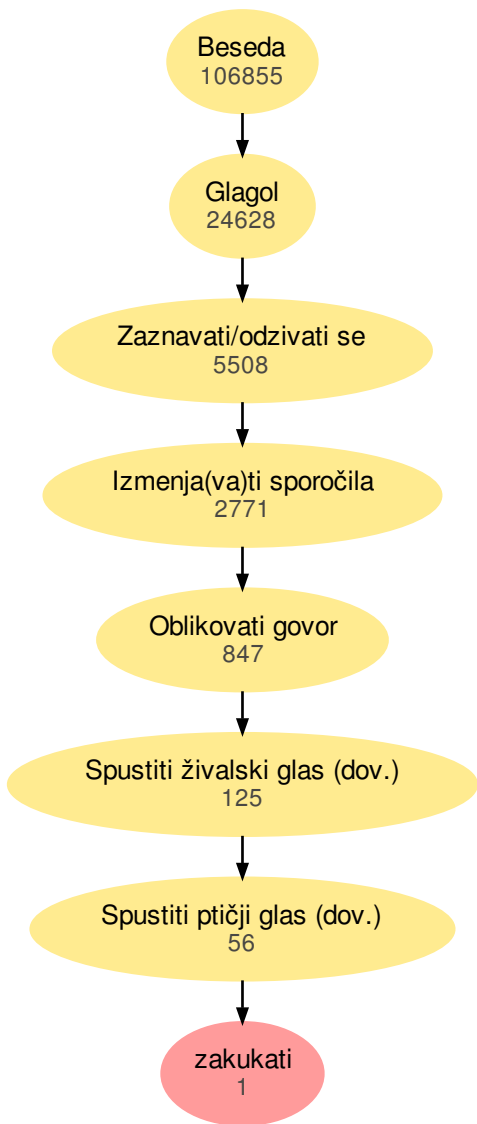 Beseda
106855
Glagol
24628
Zaznavati/odzivati se
5508
Izmenja(va)ti sporočila
2771
Oblikovati govor
847
Spustiti živalski glas (dov.)
125
Spustiti ptičji glas (dov.)
56
zakukati
1